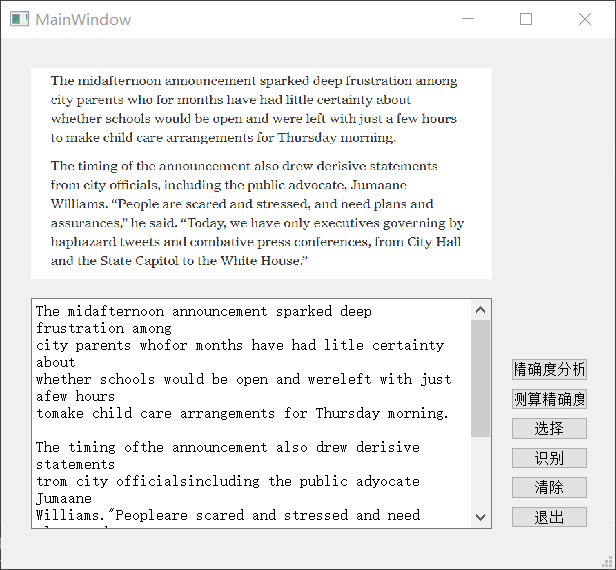 MainWindow
The midafternoon announcement sparked deep frustration among
city parents who for months have had little certainty about
whether schools would be open and were left with just a few hours
to make child care arrangements for Thursday morning.
The timing of the announcement also drew derisive statements
from city officials, including the public advocate, Jumaane
Williams. “People are scared and stressed, and need plans and
assurances,” he said. “Today, we have only executives governing by
haphazard tweets and combative press conferences, from City Hall
and the State Capitol to the White House.”
The midafternoon announcement sparked deep
frustration among
city parents whofor months have had litle certainty
about
whether schools would be open and wereleft with just
afew hours
tomake child care arrangements for Thursday morning.
The timing ofthe announcement also drew derisive
statements
trom city officialsincluding the public advocate
Jumaane
Williams."Peopleare scared and stressed and need
精确度分析
测算精确度
选择
识别
清除
退出